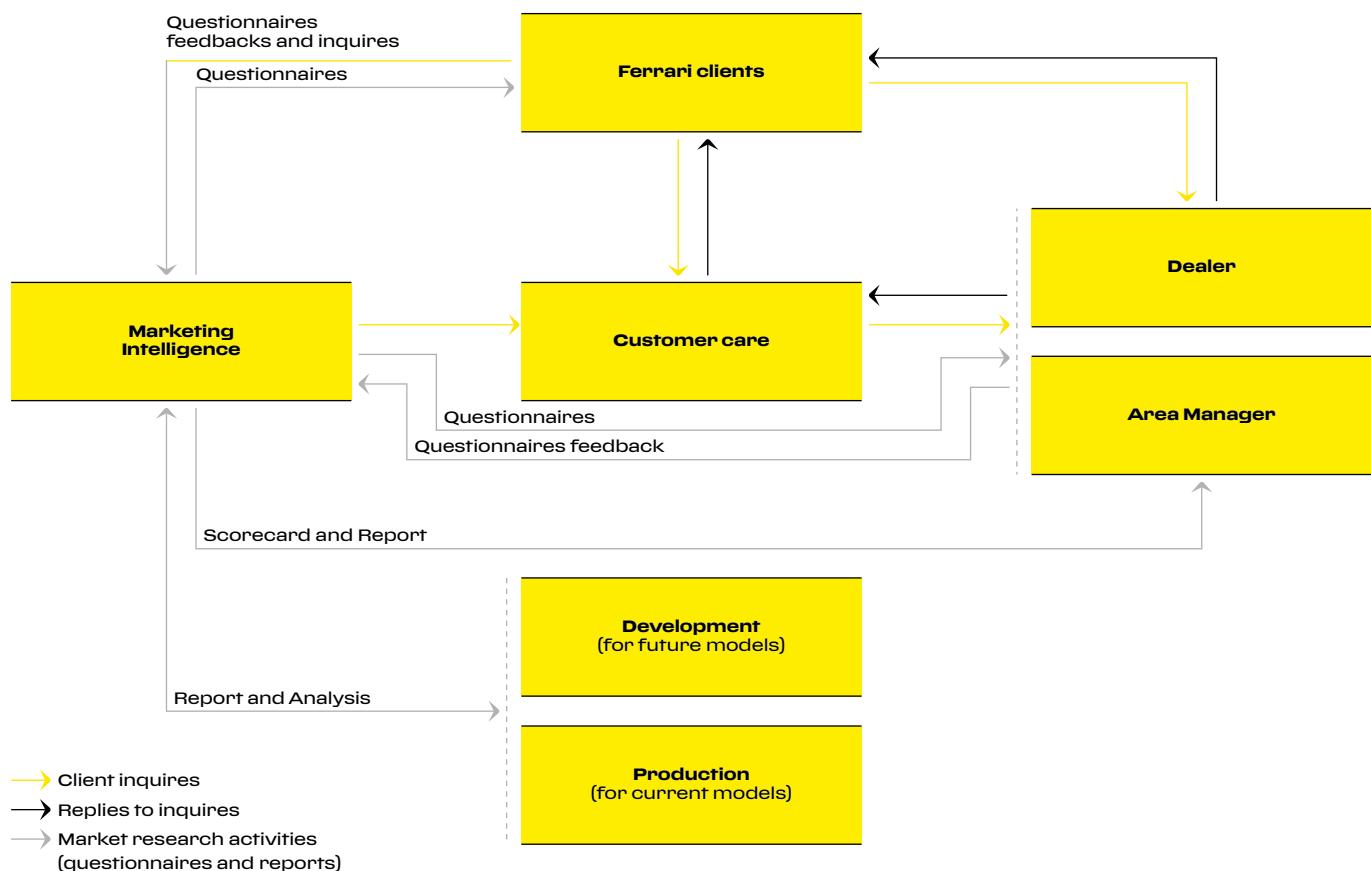 Questionnaires
feedbacks and inquires
Questionnaires
Ferrari clients
Dealer
Marketing
Intelligence
Customer care
Area Manager
Questionnaires
Questionnaires feedback
Scorecard and Report
Development
(for future models)
Report and Analysis
Production
(for current models)
Client inquires
Replies to inquires
Market research activities
(questionnaires and reports)